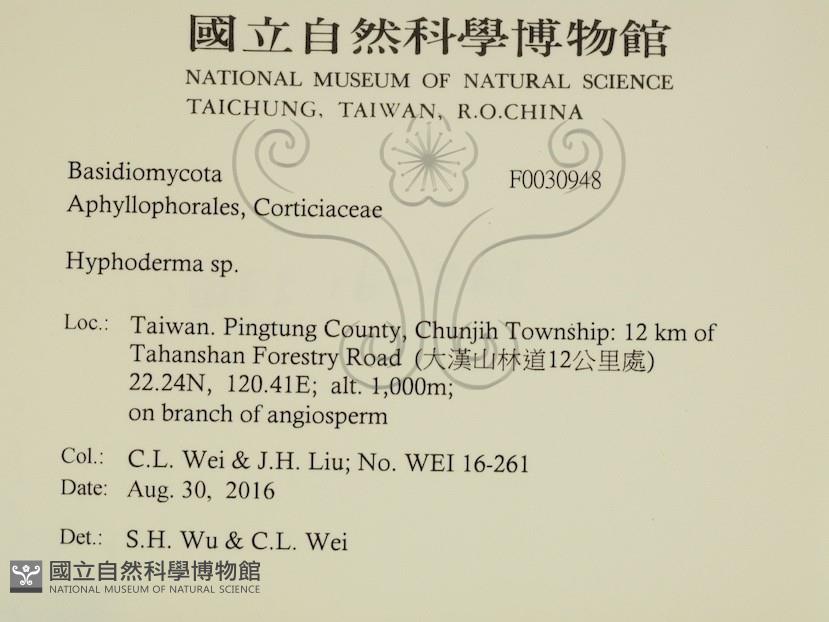 國立自然科學博物館
NATIONAL MUSEUM OF NATURAL SCIENCE
TAICHUNG, TAIWAN, R.O.CHINA
Basidiomycota F0030948
Aphyllophorales, Corticiaceae
Hyphoderma sp.
Loc.: Taiwan. Pingtung County, Chunjih Township: 12 km of
Tahanshan Forestry Road (大漢山林道12公里處)
22.24N, 120.41E; alt. 1,000m;
on branch of angiosperm
Col.: C.L. Wei & J.H. Liu; No. WEI 16-261
Date: Aug. 30, 2016
Det.: S.H. Wu & C.L. Wei
國立自然科學博物館
NATIONAL MUSEUM OF NATURAL SCIENCE